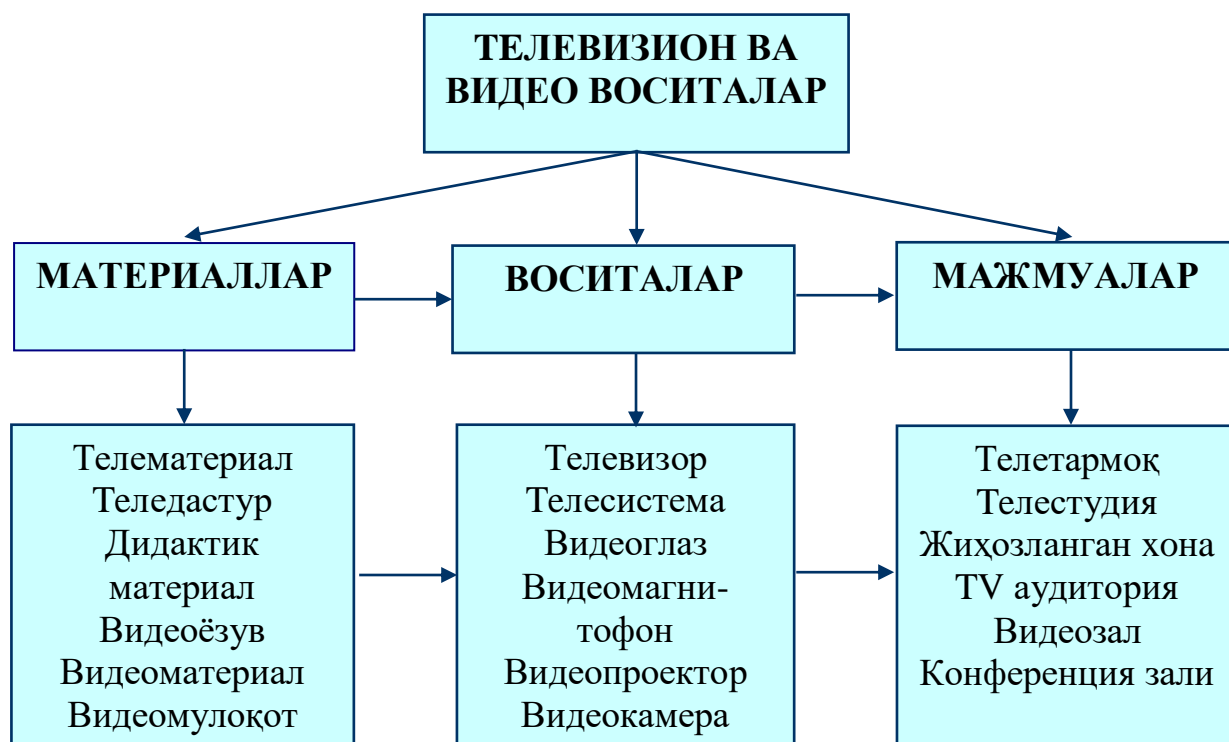 ТЕЛЕВИЗИОН ВА
ВИДЕО ВОСИТАЛАР
МАТЕРИАЛЛАР
ВОСИТАЛАР
МАЖМУАЛАР
Телематериал
Теледастур
Дидактик
материал
Видеоёзув
Видеоматериал
Видеомулоқот
Телевизор
Телесистема
Видеоглаз
Видеомагни-
тофон
Видеопроектор
Видеокамера
Телетармоқ
Телестудия
Жиҳозланган хона
TV аудитория
Видеозал
Конференция зали